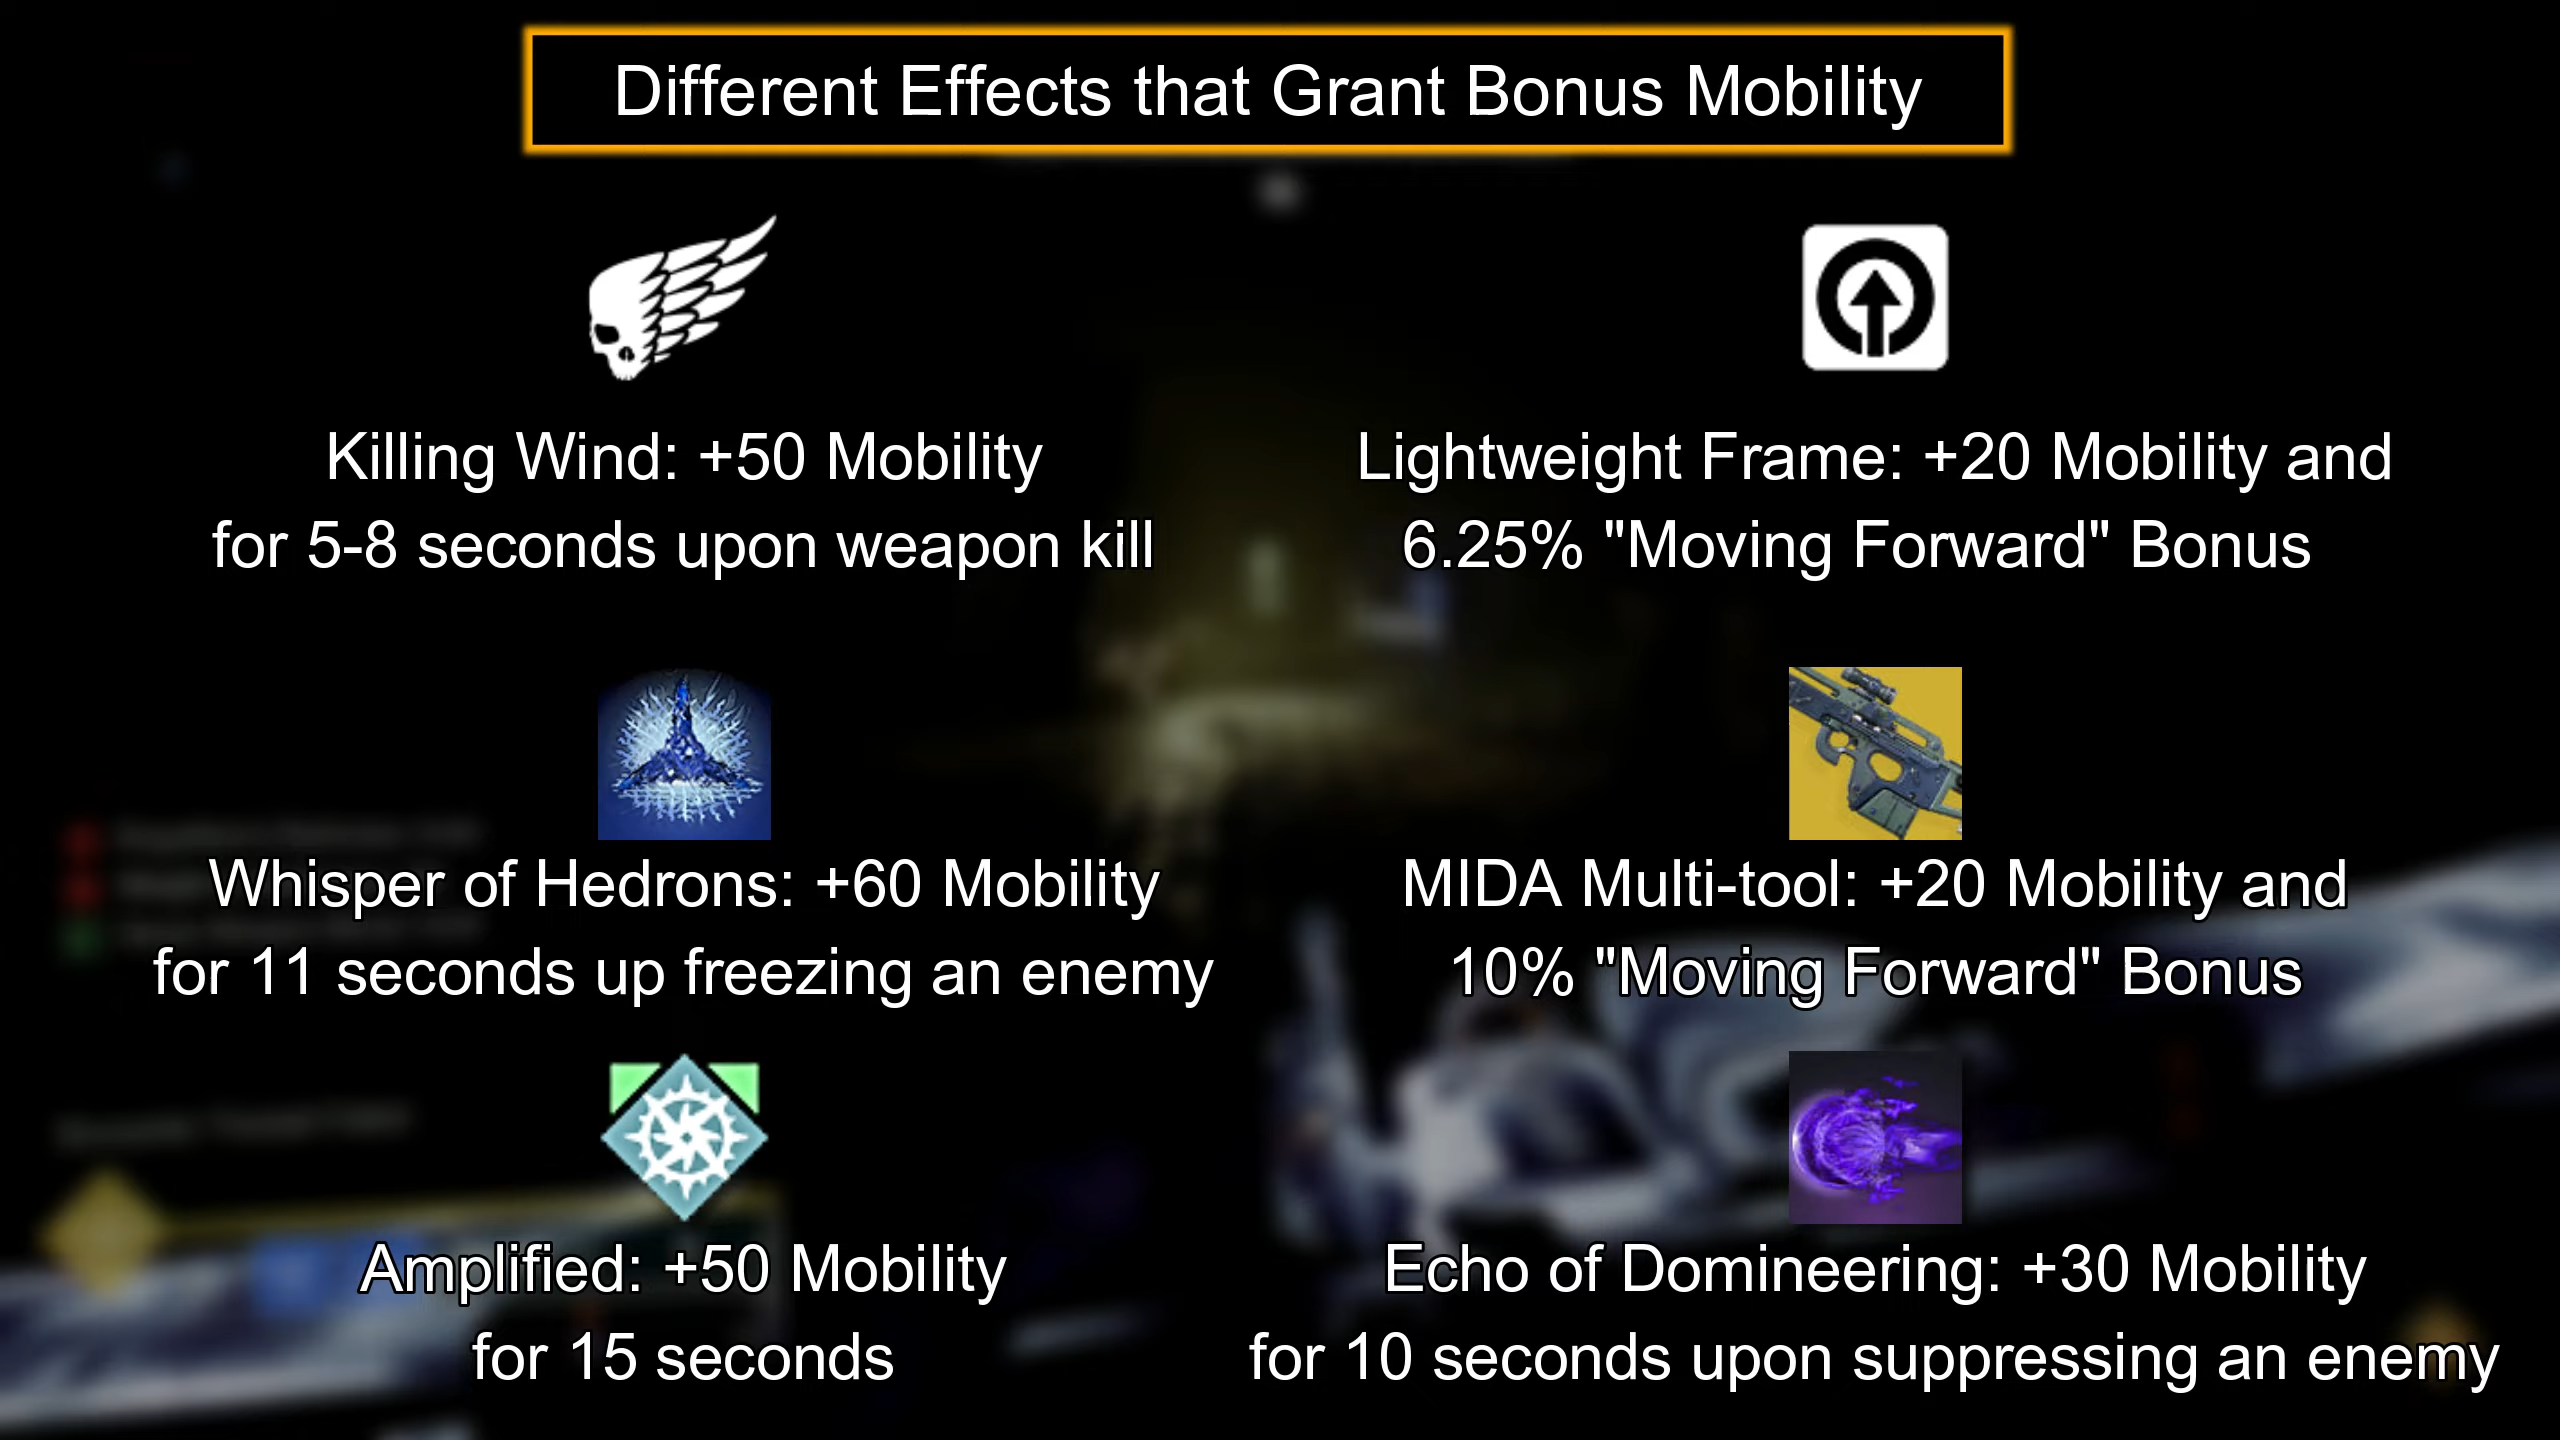 Different Effects that Grant Bonus Mobility
Killing Wind: +50 Mobility
for 5-8 seconds upon weapon kill
Lightweight Frame: +20 Mobility and
6.25% "Moving Forward" Bonus
Whisper of Hedrons: +60 Mobility
for 11 seconds up freezing an enemy
MIDA Multi-tool: +20 Mobility and
10% "Moving Forward" Bonus
Amplified: +50 Mobility
for 15 seconds
Echo of Domineering: +30 Mobility
for 10 seconds upon suppressing an enemy